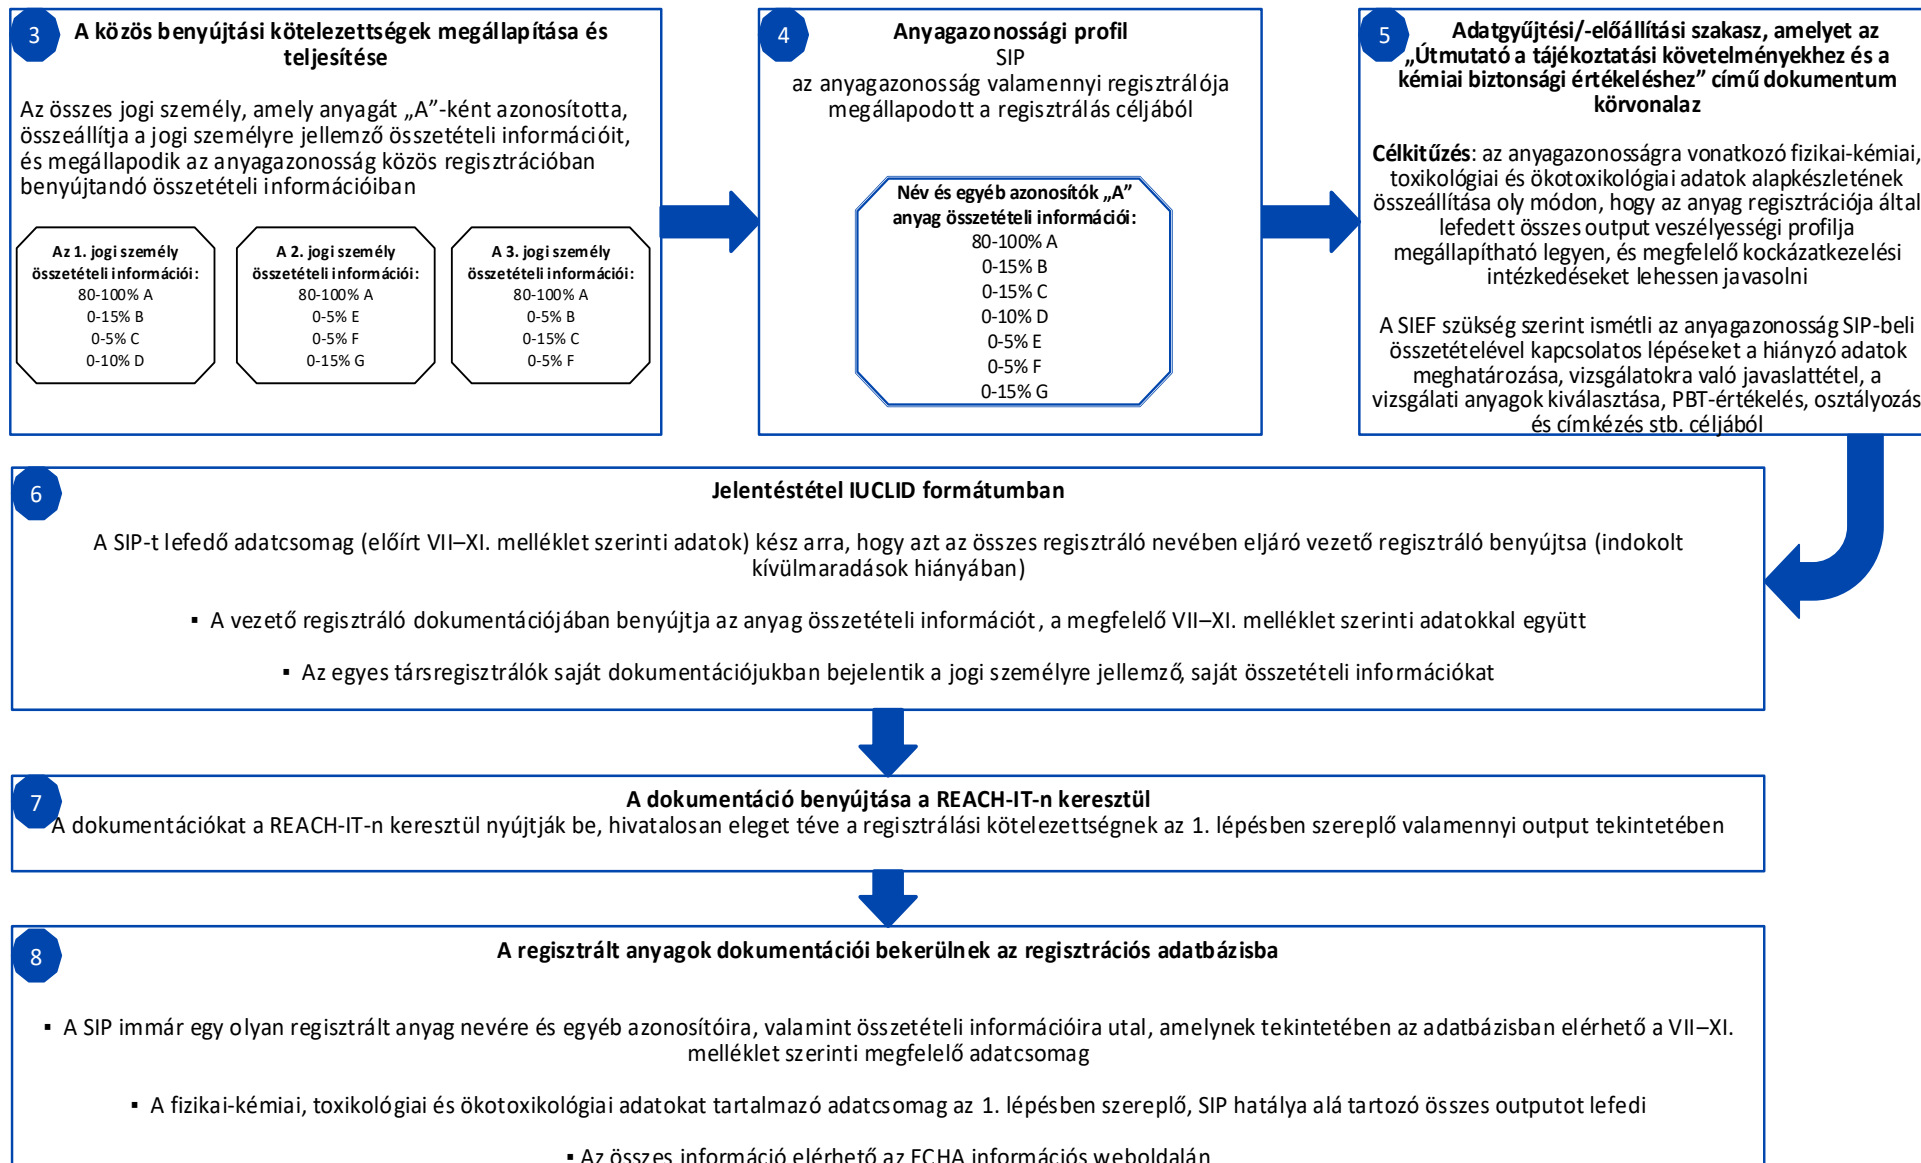 3
A közös benyújtási kötelezettségek megállapítása és
teljesítése
Az összes jogi személy, amely anyagát „A”-ként azonosította,
összeállítja a jogi személyre jellemző összetételi információit,
és megállapodik az anyagazonosság közös regisztrációban
benyújtandó összetételi információiban
Az 1. jogi személy
összetételi információi:
80-100% A
0-15% B
0-5% C
0-10% D
A 2. jogi személy
összetételi információi:
80-100% A
0-5% E
0-5% F
0-15% G
A 3. jogi személy
összetételi információi:
80-100% A
0-5% B
0-15% C
0-5% F
4
Anyagazonossági profil
SIP
az anyagazonosság valamennyi regisztrálója
megállapodott a regisztrálás céljából
Név és egyéb azonosítók „A”
anyag összetételi információi:
80-100% A
0-15% B
0-15% C
0-10% D
0-5% E
0-5% F
0-15% G
5
Adatgyűjtési/-előállítási szakasz, amelyet az
„Útmutató a tájékoztatási követelményekhez és a
kémiai biztonsági értékeléshez” című dokumentum
körvonalaz
Célkitűzés: az anyagazonosságra vonatkozó fizikai-kémiai,
toxikológiai és ökotoxikológiai adatok alapkészletének
összeállítása oly módon, hogy az anyag regisztrációja által
lefedett összes output veszélyességi profilja
megállapítható legyen, és megfelelő kockázatkezelési
intézkedéseket lehessen javasolni
A SIEF szükség szerint ismétli az anyagazonosság SIP-beli
összetételével kapcsolatos lépéseket a hiányzó adatok
meghatározása, vizsgálatokra való javaslattétel, a
vizsgálati anyagok kiválasztása, PBT-értékelés, osztályozás
és címkézés stb. céljából
6
Jelentéstétel IUCLID formátumban
A SIP-t lefedő adatcsomag (előírt VII–XI. melléklet szerinti adatok) kész arra, hogy azt az összes regisztráló nevében eljáró vezető regisztráló benyújtsa (indokolt
kívülmaradások hiányában)
▪ A vezető regisztráló dokumentációjában benyújtja az anyag összetételi információt, a megfelelő VII–XI. melléklet szerinti adatokkal együtt
▪ Az egyes társregisztrálók saját dokumentációjukban bejelentik a jogi személyre jellemző, saját összetételi információkat
7
A dokumentáció benyújtása a REACH-IT-n keresztül
A dokumentációkat a REACH-IT-n keresztül nyújtják be, hivatalosan eleget téve a regisztrálási kötelezettségnek az 1. lépésben szereplő valamennyi output tekintetében
8
A regisztrált anyagok dokumentációi bekerülnek az regisztrációs adatbázisba
▪ A SIP immár egy olyan regisztrált anyag nevére és egyéb azonosítóira, valamint összetételi információira utal, amelynek tekintetében az adatbázisban elérhető a VII–XI.
melléklet szerinti megfelelő adatcsomag
▪ A fizikai-kémiai, toxikológiai és ökotoxikológiai adatokat tartalmazó adatcsomag az 1. lépésben szereplő, SIP hatálya alá tartozó összes outputot lefedi
▪ Az összes információ elérhető az ECHA információs weboldalán